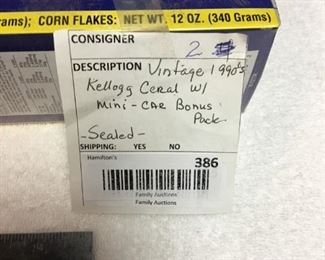 rams); CORN FLAKES: NET WT. 12 OZ. (340 Grams)
CONSIGNER
2
DESCRIPTION Vintage 1990's
Kellogg Ceral W/
Mini-CAR Bonus
Pack
-Sealed-
SHIPPING: YES NO
Hamilton's
386
Family Auctions
Family Auctions